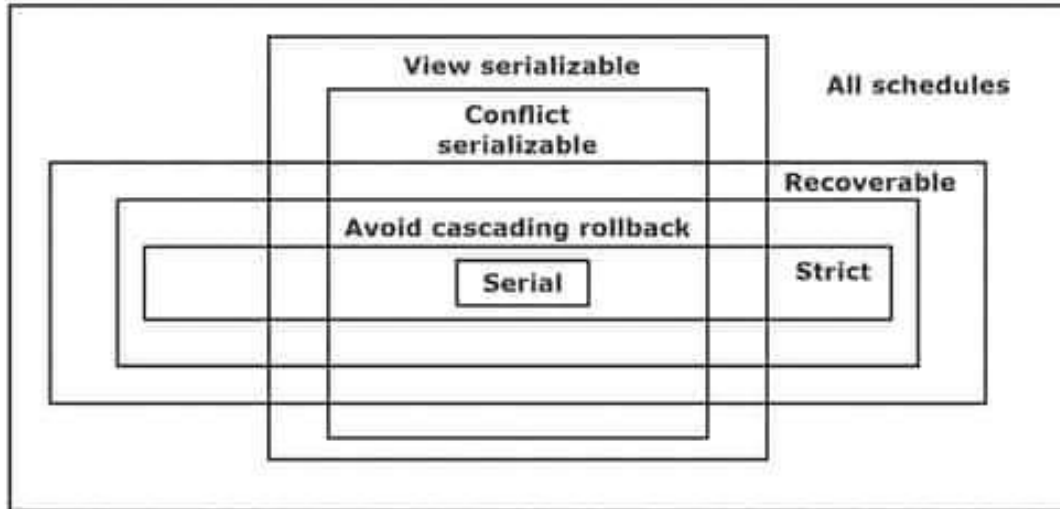 View serializable
All schedules
Conflict
serializable
Recoverable
Avoid cascading rollback
Strict
Serial